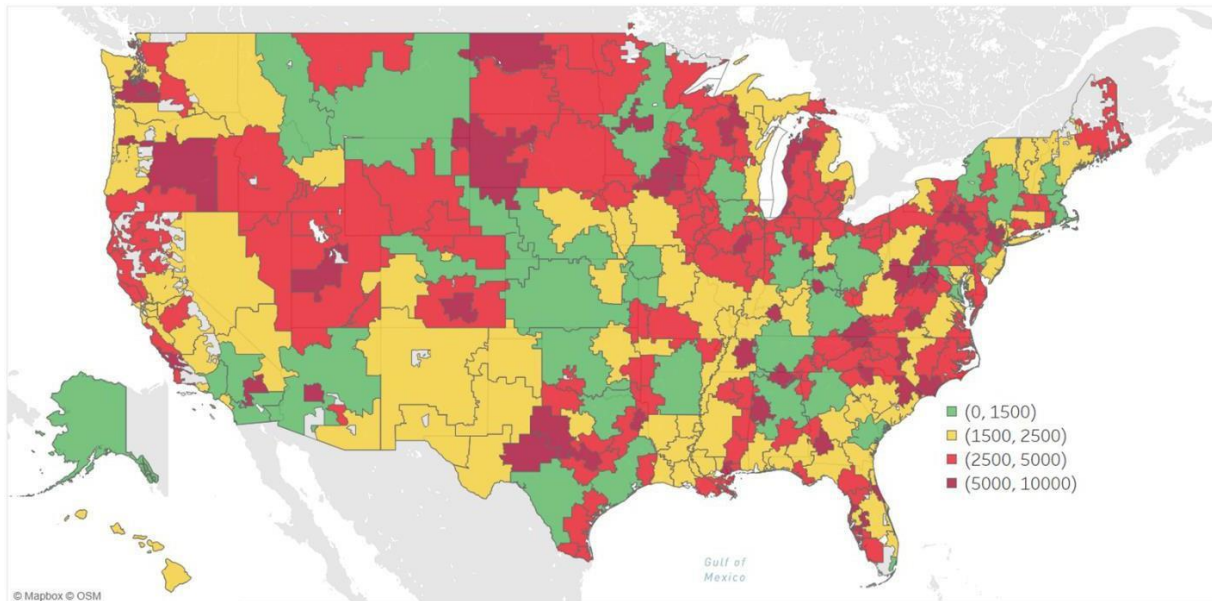 (0, 1500)
(1500, 2500)
(2500, 5000)
(5000, 10000)
Gulf of
Mexico
© Mapbox © OSM